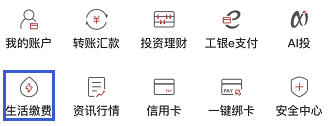 我的账户 转账汇款 投资理财 工银e支付 AI投
生活缴费 资讯行情 信用卡 一键绑卡 安全中心
PAY